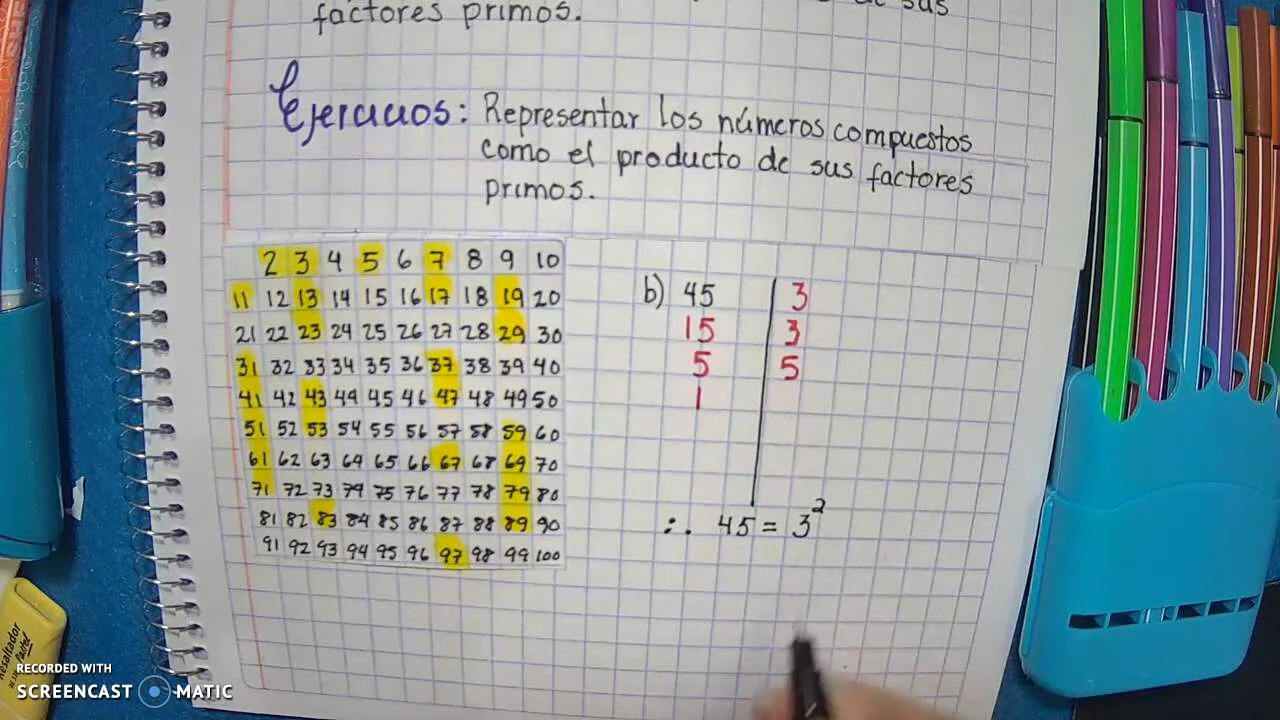 de sus
factores primos.
Ejercicios: Representar los números compuestos
como el producto de sus factores
primos.
2 3 4 5 6 7 8 9 10
11 12 13 14 15 16 17 18 19 20
21 22 23 24 25 26 27 28 29 30
31 32 33 34 35 36 37 38 39 40
41 42 43 44 45 46 47 48 49 50
51 52 53 54 55 56 57 58 59 60
61 62 63 64 65 66 67 68 69 70
71 72 73 74 75 76 77 78 79 80
81 82 83 84 85 86 87 88 89 90
91 92 93 94 95 96 97 98 99 100
b) 45 | 3
15 | 3
5 | 5
1
∴ 45 = 3²
Resaltador
RECORDED WITH
SCREENCAST MATIC